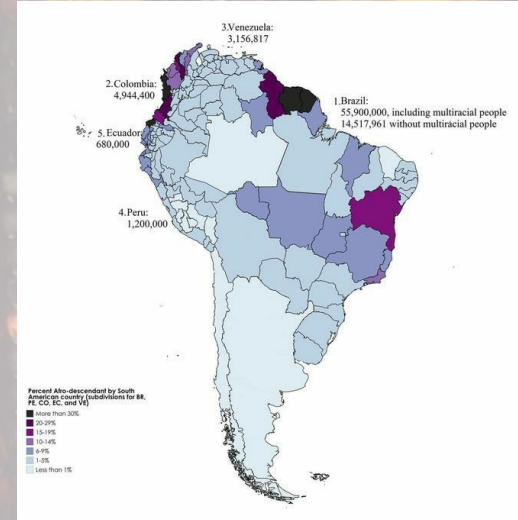 3.Venezuela:
3,156,817
2.Colombia:
4,944,400
1.Brazil:
55,900,000, including multiracial people
14,517,961 without multiracial people
5. Ecuador:
680,000
4.Peru:
1,200,000
Percent Afro-descendant by South
American country (subdivisions for BR,
PE, CO, EC, and VE)
More than 30%
20-29%
15-19%
10-14%
6-9%
1-5%
Less than 1%